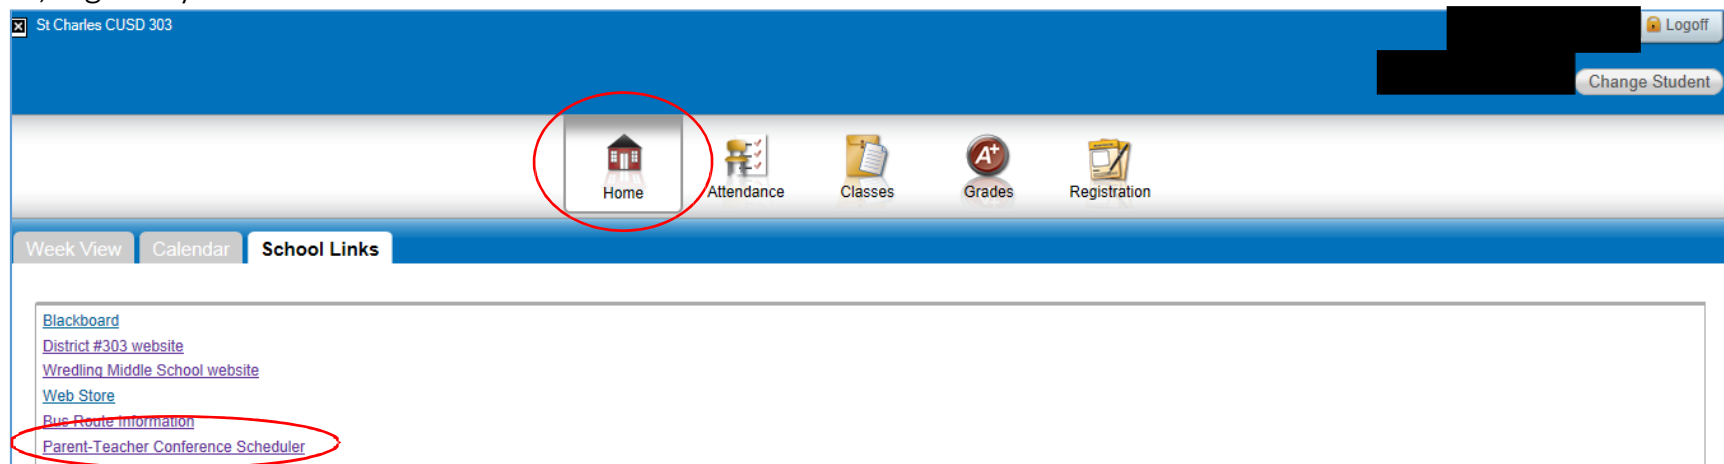 St Charles CUSD 303
Logoff
Change Student
Home Attendance Classes Grades Registration
Week View Calendar School Links
Blackboard
District #303 website
Wredling Middle School website
Web Store
Bus Route Information
Parent-Teacher Conference Scheduler